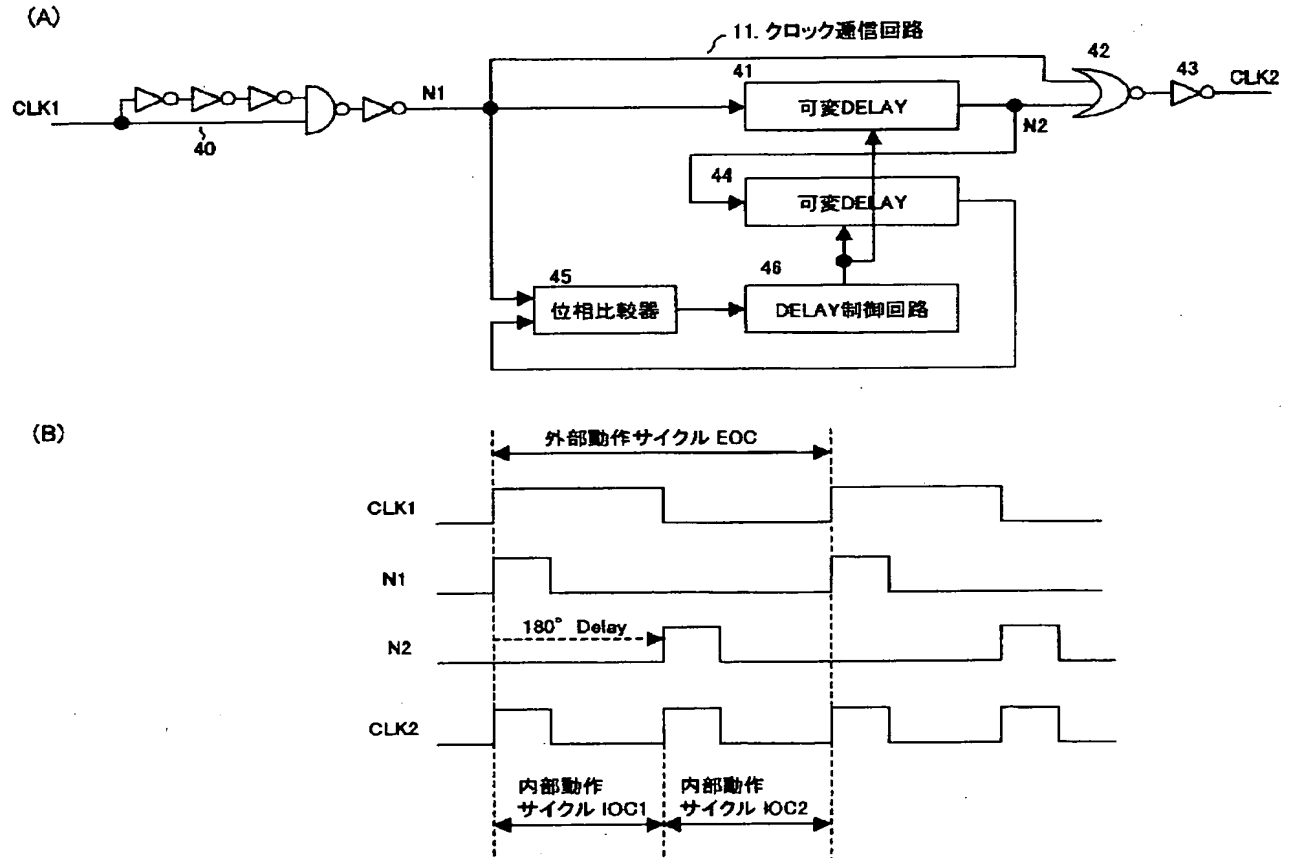 (A)
11. クロック逓信回路
CLK1
40
N1
41
可変DELAY
N2
42
43
CLK2
44
可変DELAY
45
位相比較器
46
DELAY制御回路
(B)
外部動作サイクル EOC
CLK1
N1
180° Delay
N2
CLK2
内部動作
サイクル IOC1
内部動作
サイクル IOC2